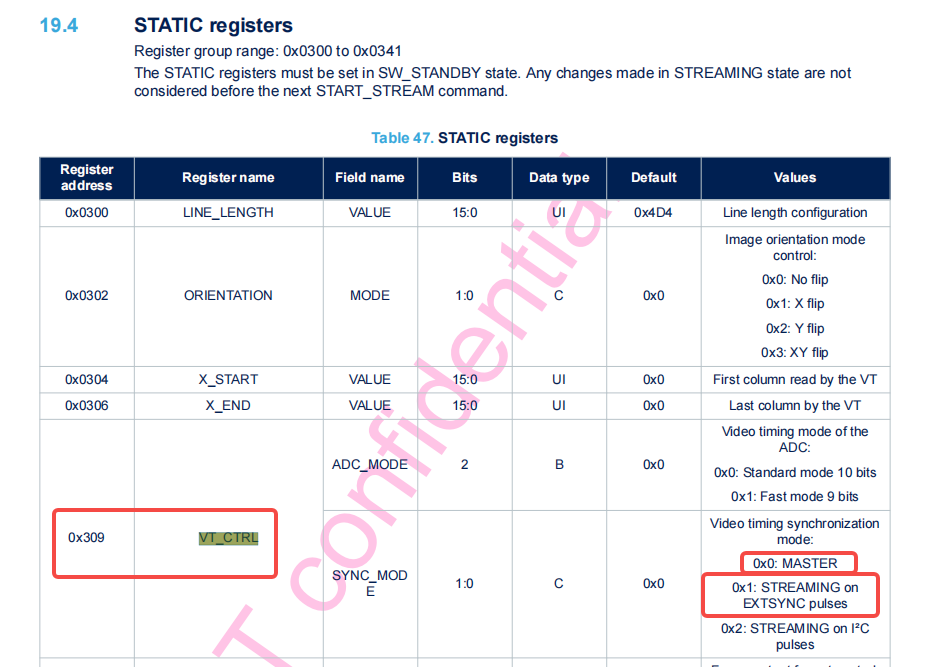 19.4 STATIC registers
Register group range: 0x0300 to 0x0341
The STATIC registers must be set in SW_STANDBY state. Any changes made in STREAMING state are not
considered before the next START_STREAM command.
Table 47. STATIC registers
Register address Register name Field name Bits Data type Default Values
0x0300 LINE_LENGTH VALUE 15:0 UI 0x4D4 Line length configuration
0x0302 ORIENTATION MODE 1:0 C 0x0
Image orientation mode
control:
0x0: No flip
0x1: X flip
0x2: Y flip
0x3: XY flip
0x0304 X_START VALUE 15:0 UI 0x0 First column read by the VT
0x0306 X_END VALUE 15:0 UI 0x0 Last column by the VT
0x309 VT_CTRL
ADC_MODE 2 B 0x0
Video timing mode of the
ADC:
0x0: Standard mode 10 bits
0x1: Fast mode 9 bits
SYNC_MOD
E
1:0 C 0x0
Video timing synchronization
mode:
0x0: MASTER
0x1: STREAMING on
EXTSYNC pulses
0x2: STREAMING on I²C
pulses
T confidential